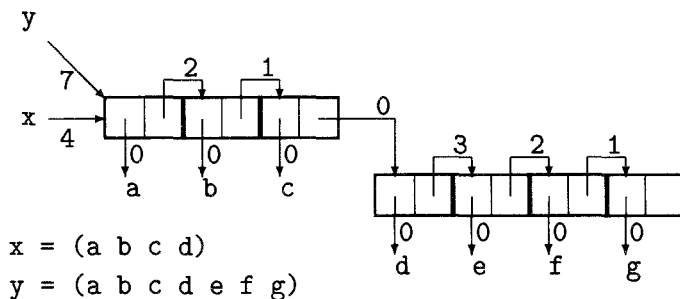 y
7
2 1
x 4 0
0 0 0
a b c
3 2 1
0 0 0 0
d e f g
x = (a b c d)
y = (a b c d e f g)